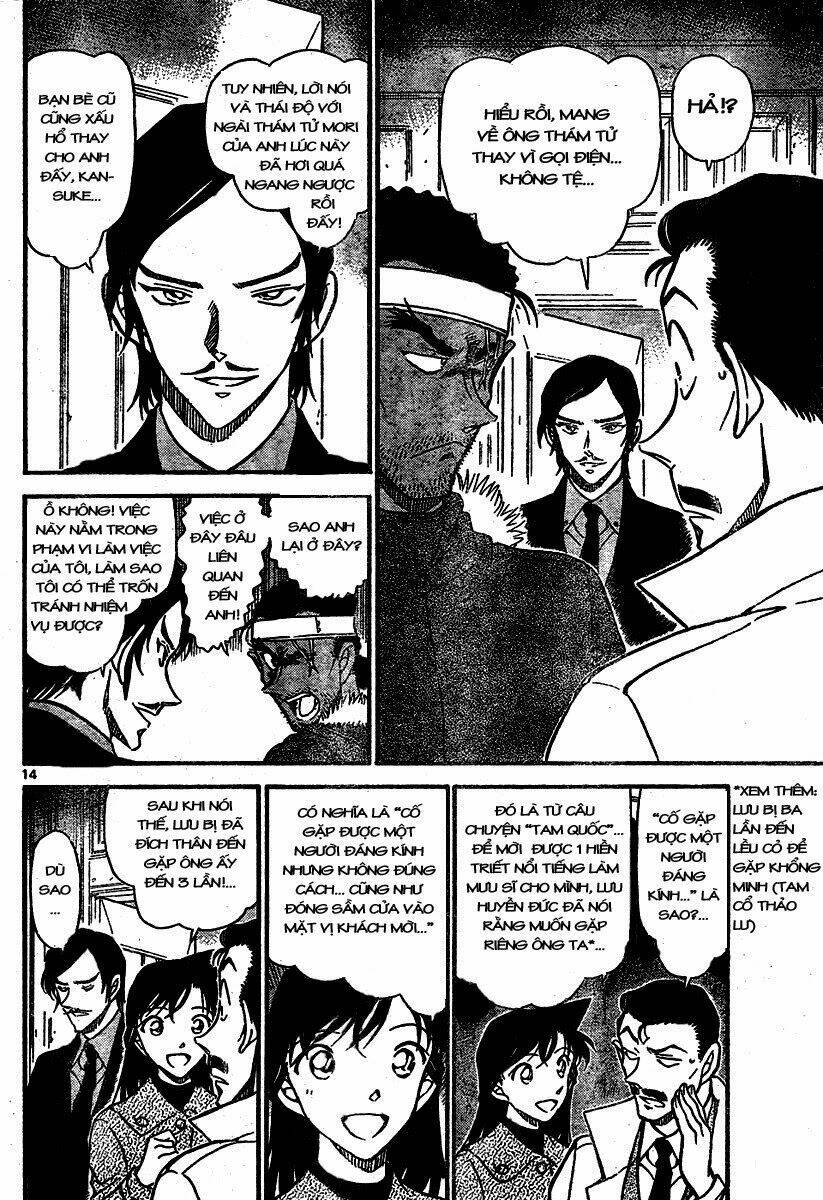 HẢ!?
HIỂU RỒI, MANG
VỀ ÔNG THÁM TỬ
THAY VÌ GỌI ĐIỆN...
KHÔNG TỆ...
TUY NHIÊN, LỜI NÓI
VÀ THÁI ĐỘ VỚI
NGÀI THÁM TỬ MORI
CỦA ANH LÚC NÀY
ĐÃ HƠI QUÁ
NGANG NGƯỢC
RỒI
ĐẤY!
BẠN BÈ CŨ
CŨNG XẤU
HỔ THAY
CHO ANH
ĐẤY, KAN-
SUKE...
SAO ANH
LẠI Ở ĐÂY?
VIỆC Ở
ĐÂY ĐÂU
LIÊN
QUAN
ĐẾN
ANH!
Ồ KHÔNG! VIỆC
NÀY NẰM TRONG
PHẠM VI LÀM VIỆC
CỦA TÔI, LÀM SAO
TÔI CÓ THỂ TRỐN
TRÁNH NHIỆM
VỤ ĐƯỢC?
14
*XEM THÊM:
LƯU BỊ BA
LẦN ĐẾN
LỀU CỎ ĐỂ
GẶP KHỔNG
MINH (TAM
CỐ THẢO
LƯ)
"CỐ GẶP
ĐƯỢC MỘT
NGƯỜI
ĐÁNG
KÍNH..." LÀ
SAO?...
ĐÓ LÀ TỪ CÂU
CHUYỆN "TAM QUỐC"...
ĐỂ MỜI ĐƯỢC 1 HIỀN
TRIẾT NỔI TIẾNG LÀM
MƯU SĨ CHO MÌNH, LƯU
HUYỀN ĐỨC ĐÃ NÓI
RẰNG MUỐN GẶP
RIÊNG ÔNG TA*...
CÓ NGHĨA LÀ "CỐ
GẶP ĐƯỢC MỘT
NGƯỜI ĐÁNG KÍNH
NHƯNG KHÔNG ĐÚNG
CÁCH... CŨNG NHƯ
ĐÓNG SẦM CỬA VÀO
MẶT VỊ KHÁCH MỜI..."
SAU KHI NÓI
THẾ, LƯU BỊ ĐÃ
ĐÍCH THÂN ĐẾN
GẶP ÔNG ẤY
ĐẾN 3 LẦN!...
DÙ
SAO
...